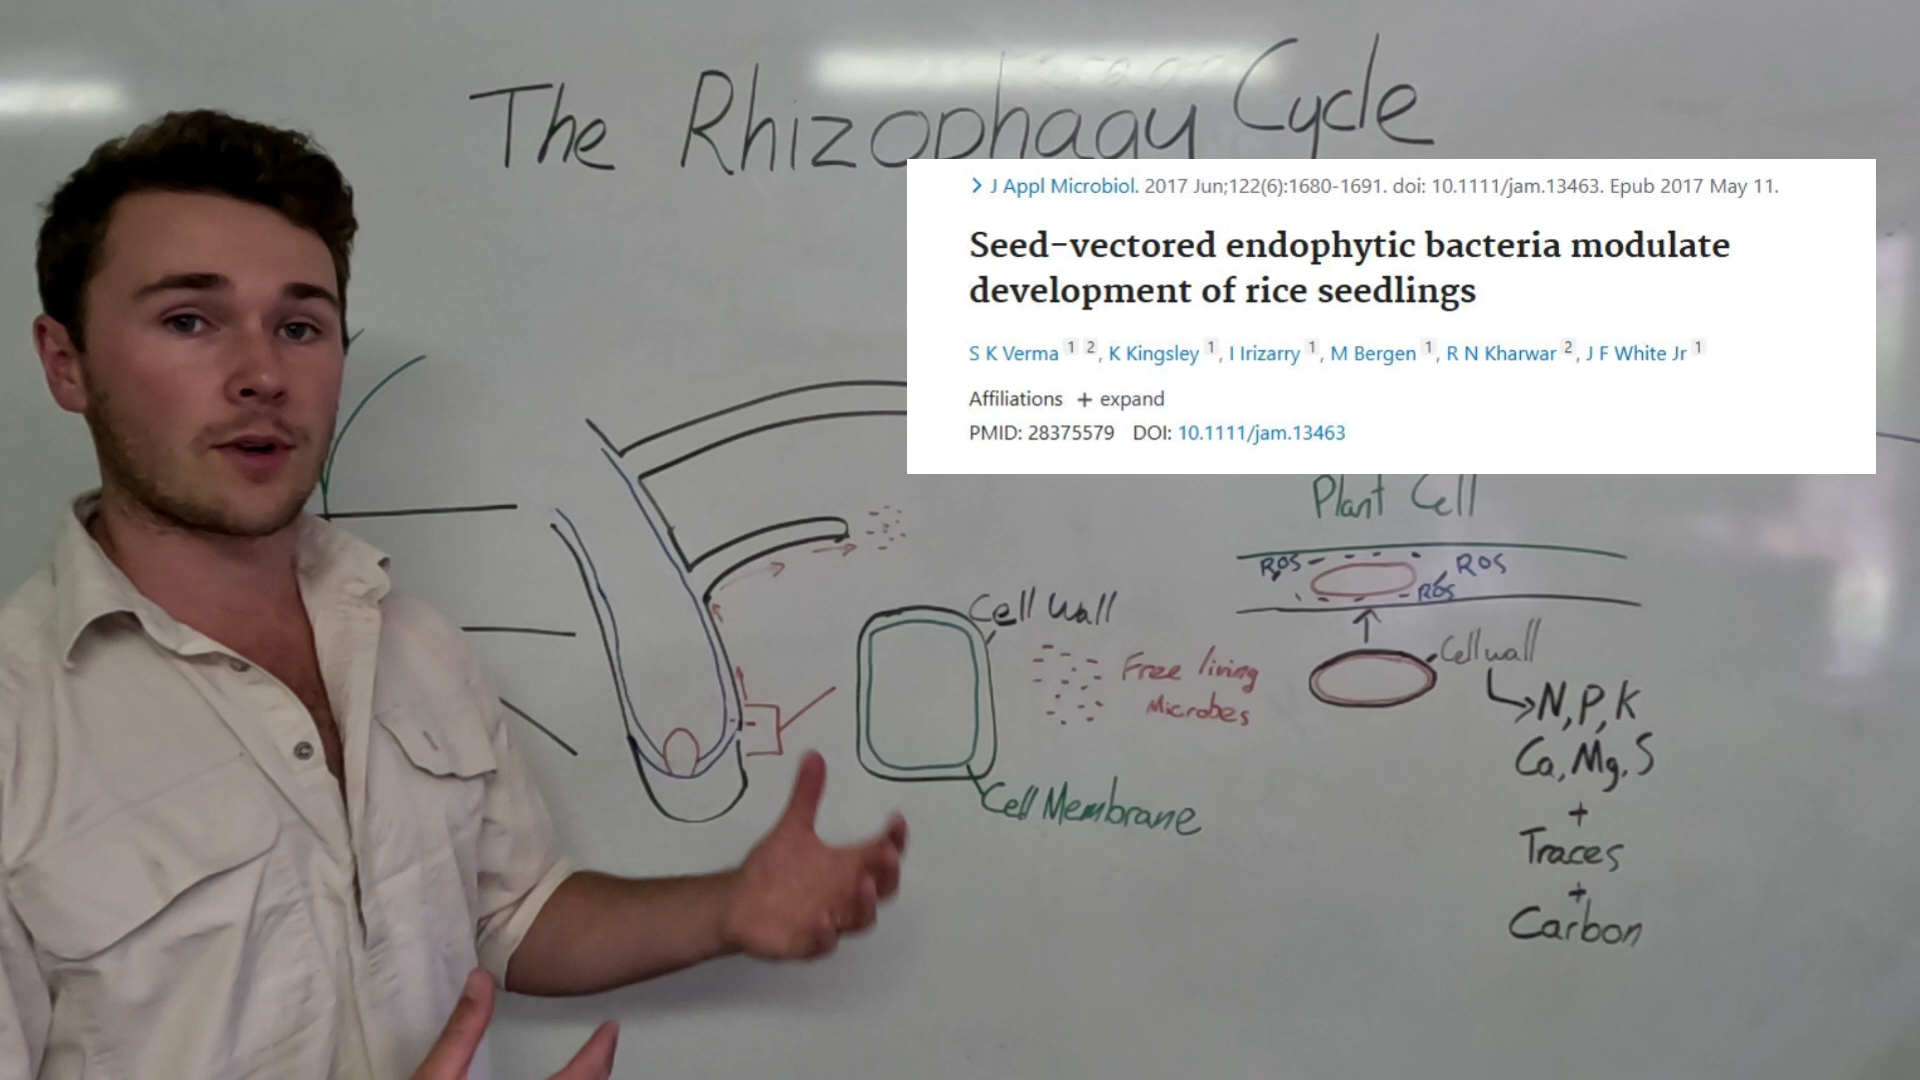 The Rhizophagy Cycle
> J Appl Microbiol. 2017 Jun;122(6):1680-1691. doi: 10.1111/jam.13463. Epub 2017 May 11.
Seed-vectored endophytic bacteria modulate
development of rice seedlings
S K Verma 1 2, K Kingsley 1, I Irizarry 1, M Bergen 1, R N Kharwar 2, J F White Jr 1
Affiliations + expand
PMID: 28375579 DOI: 10.1111/jam.13463
Plant Cell
ROS ROS
ROS
Cell Wall
Free living
Microbes
Cell Membrane
Cell wall
N, P, K
Ca, Mg, S
+
Traces
+
Carbon